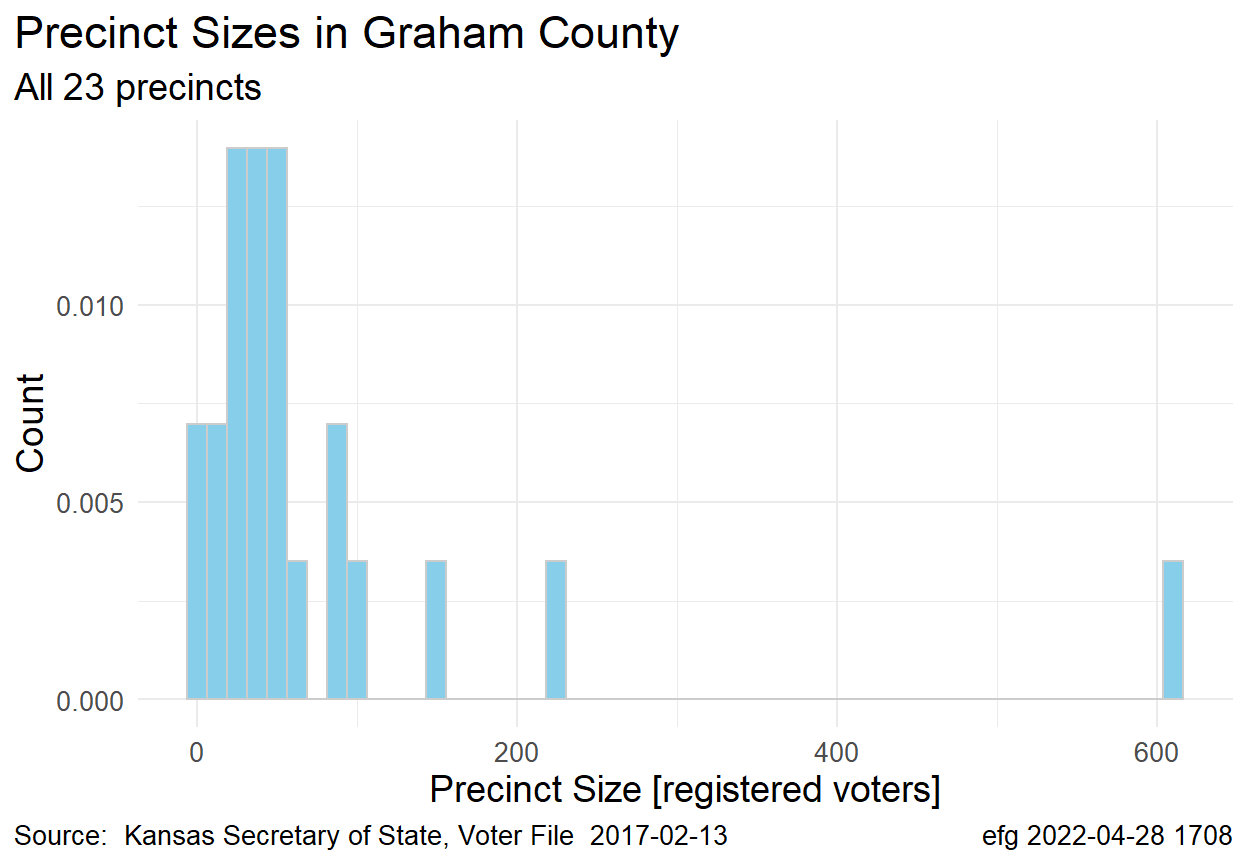 Precinct Sizes in Graham County
All 23 precincts
Count
0.010
0.005
0.000
0 200 400 600
Precinct Size [registered voters]
Source:  Kansas Secretary of State, Voter File  2017-02-13 efg 2022-04-28 1708